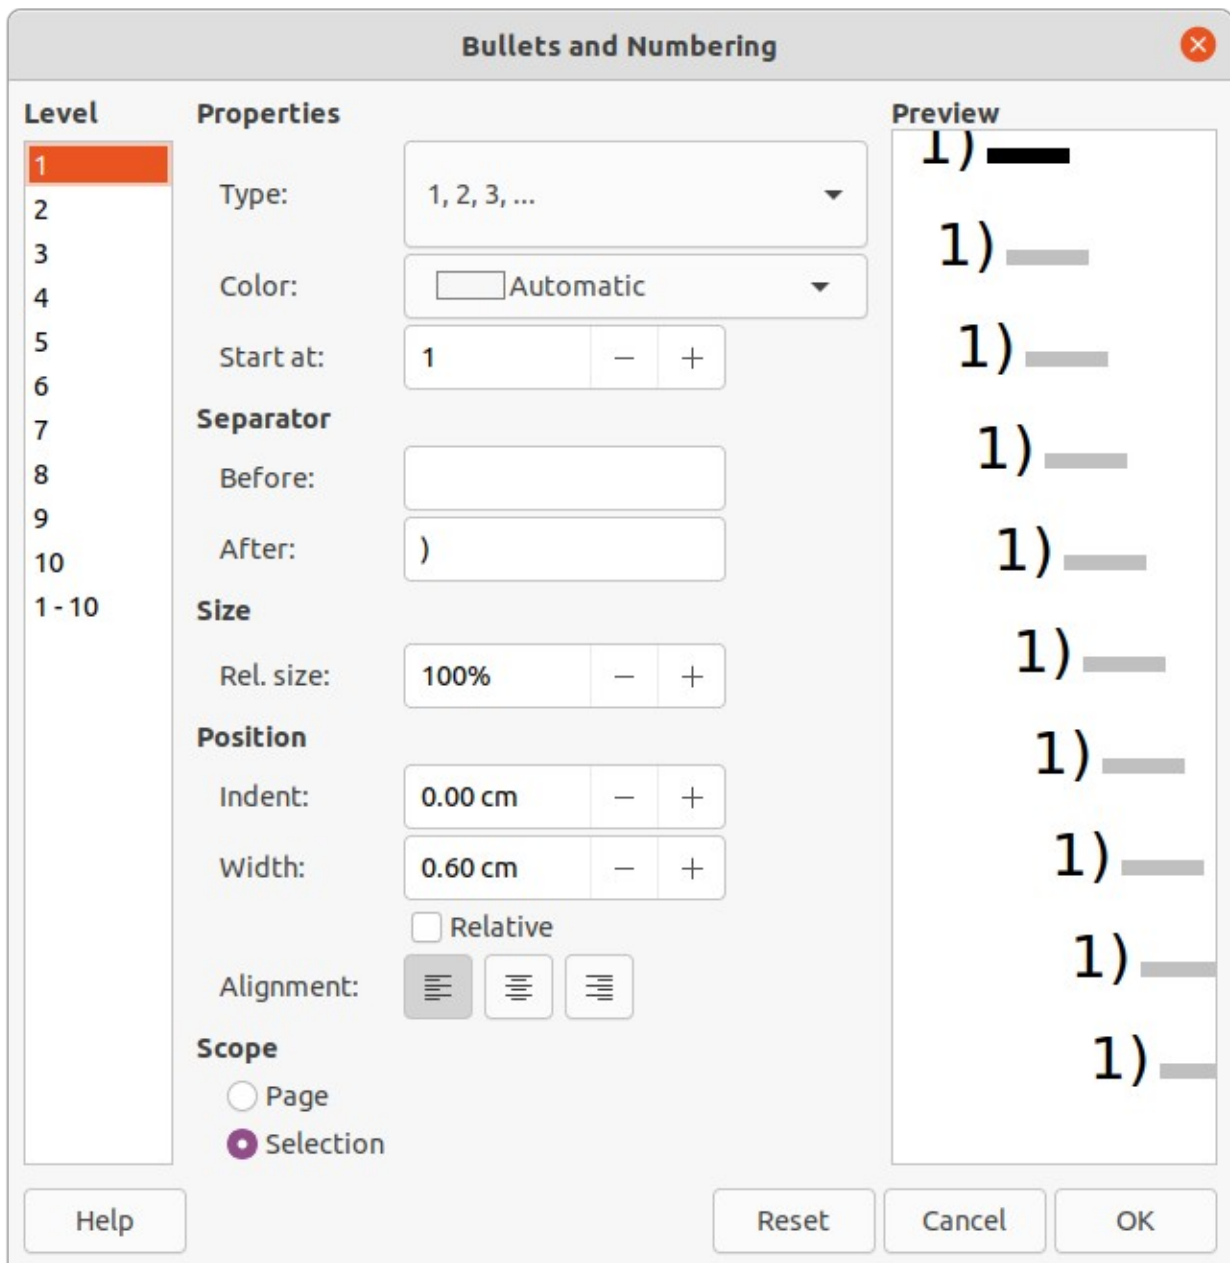 Bullets and Numbering
Level
1
2
3
4
5
6
7
8
9
10
1 - 10
Properties
Type: 1, 2, 3, ...
Color: Automatic
Start at: 1
Separator
Before:
After: )
Size
Rel. size: 100%
Position
Indent: 0.00 cm
Width: 0.60 cm
Relative
Alignment:
Scope
Page
Selection
Preview
1)
1)
1)
1)
1)
1)
1)
1)
1)
1)
Help
Reset
Cancel
OK